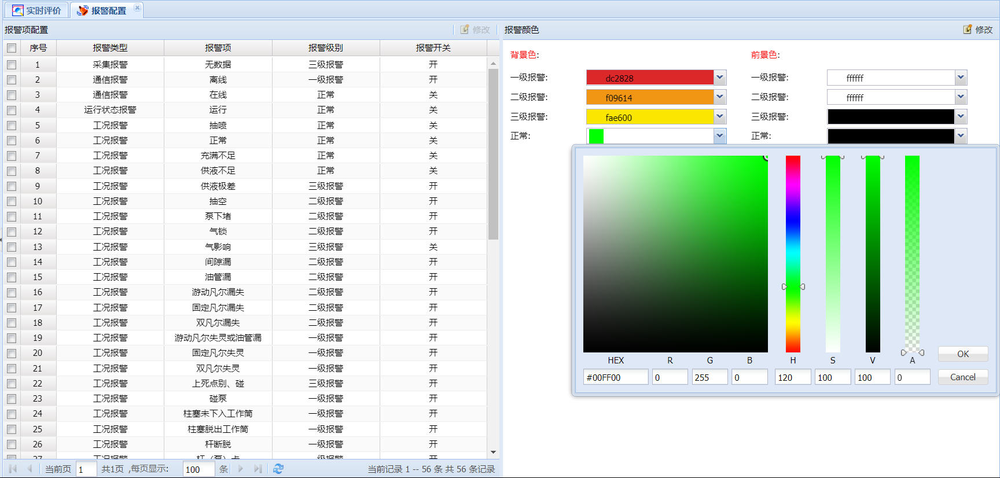 实时评价 报警配置
报警项配置 修改
序号 报警类型 报警项 报警级别 报警开关
1 采集报警 无数据 三级报警 开
2 通信报警 离线 一级报警 开
3 通信报警 在线 正常 关
4 运行状态报警 运行 正常 关
5 工况报警 抽喷 正常 关
6 工况报警 正常 正常 关
7 工况报警 充满不足 正常 关
8 工况报警 供液不足 正常 关
9 工况报警 供液极差 三级报警 开
10 工况报警 抽空 二级报警 开
11 工况报警 泵下堵 二级报警 开
12 工况报警 气锁 二级报警 开
13 工况报警 气影响 三级报警 关
14 工况报警 间隙漏 二级报警 开
15 工况报警 油管漏 二级报警 开
16 工况报警 游动凡尔漏失 二级报警 开
17 工况报警 固定凡尔漏失 二级报警 开
18 工况报警 双凡尔漏失 二级报警 开
19 工况报警 游动凡尔失灵或油管漏 一级报警 开
20 工况报警 固定凡尔失灵 一级报警 开
21 工况报警 双凡尔失灵 一级报警 开
22 工况报警 上死点别、碰 三级报警 开
23 工况报警 碰泵 一级报警 开
24 工况报警 柱塞未下入工作筒 一级报警 开
25 工况报警 柱塞脱出工作筒 一级报警 开
26 工况报警 杆断脱 一级报警 开
当前页 1 共1页 ,每页显示: 100 条 当前记录 1 -- 56 条 共 56 条记录
报警颜色 修改
背景色: 前景色:
一级报警: dc2828 一级报警: ffffff
二级报警: f09614 二级报警: ffffff
三级报警: fae600 三级报警:
正常: 正常:
HEX R G B H S V A
#00FF00 0 255 0 120 100 100 0
OK
Cancel